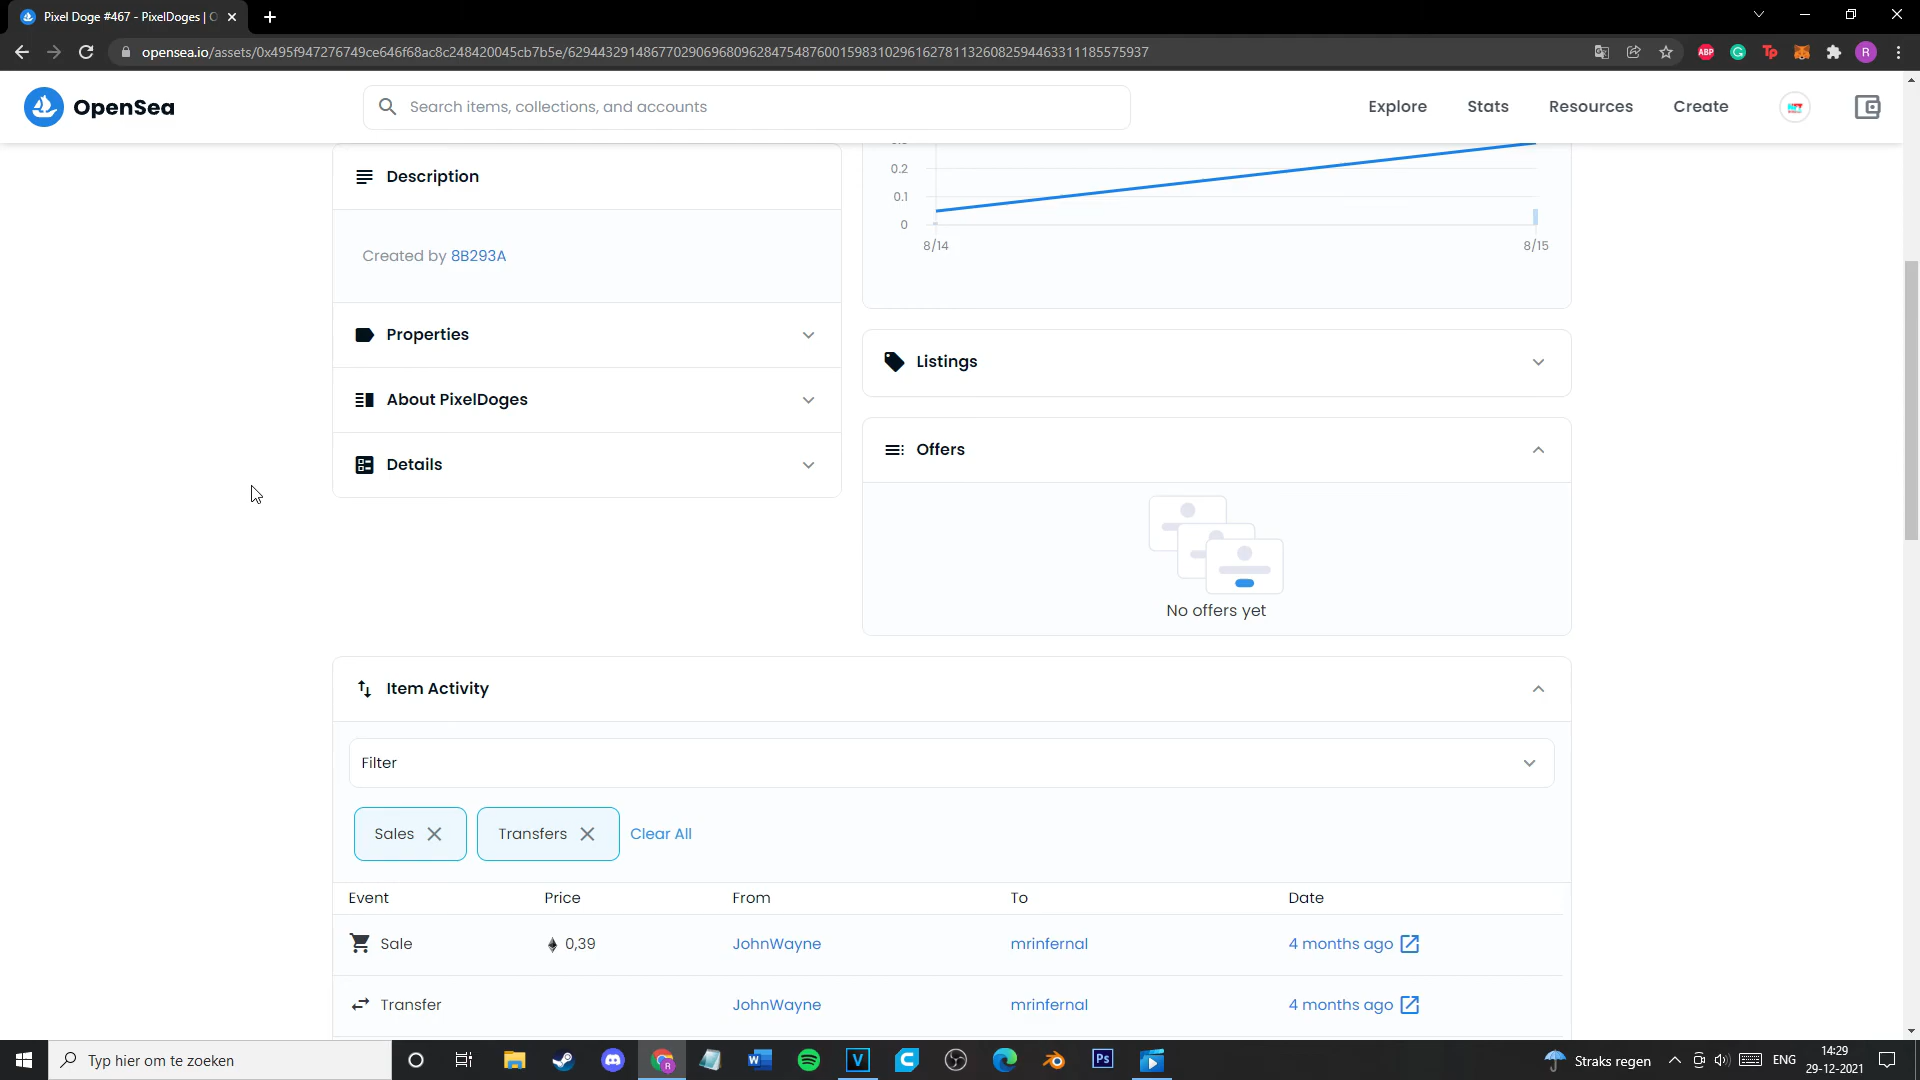 Pixel Doge #467 - PixelDoges | O
opensea.io/assets/0x495f947276749ce646f68ac8c248420045cb7b5e/62944329148677029069680962847548760015983102961627811326082594463311185575937
ABP
Tp
R
OpenSea
Search items, collections, and accounts
Explore
Stats
Resources
Create
Description
Created by 8B293A
Properties
About PixelDoges
Details
0.2
0.1
0
8/14
8/15
Listings
Offers
No offers yet
Item Activity
Filter
Sales
Transfers
Clear All
Event Price From To Date
Sale 0,39 JohnWayne mrinfernal 4 months ago
Transfer JohnWayne mrinfernal 4 months ago
Typ hier om te zoeken
Ps
Straks regen
ENG
14:29
29-12-2021